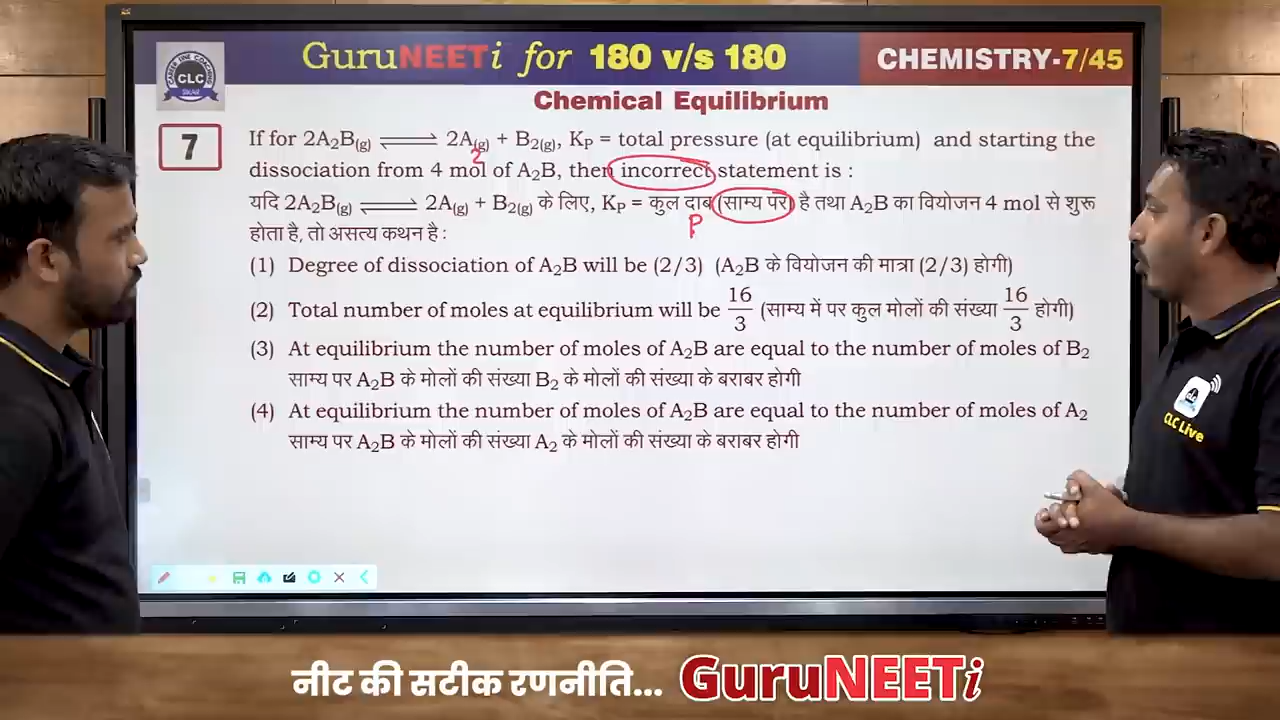 GuruNEETi for 180 v/s 180
CHEMISTRY-7/45
CLC
Chemical Equilibrium
7
If for 2A₂B(g) ⇌ 2A(g) + B₂(g), Kₚ = total pressure (at equilibrium) and starting the
2
dissociation from 4 mol of A₂B, then incorrect statement is :
यदि 2A₂B(g) ⇌ 2A(g) + B₂(g) के लिए, Kₚ = कुल दाब (साम्य पर) है तथा A₂B का वियोजन 4 mol से शुरू
P
होता है, तो असत्य कथन है :
(1) Degree of dissociation of A₂B will be (2/3) (A₂B के वियोजन की मात्रा (2/3) होगी)
(2) Total number of moles at equilibrium will be 16/3 (साम्य में पर कुल मोलों की संख्या 16/3 होगी)
(3) At equilibrium the number of moles of A₂B are equal to the number of moles of B₂
साम्य पर A₂B के मोलों की संख्या B₂ के मोलों की संख्या के बराबर होगी
(4) At equilibrium the number of moles of A₂B are equal to the number of moles of A₂
साम्य पर A₂B के मोलों की संख्या A₂ के मोलों की संख्या के बराबर होगी
CLC
CLC Live
नीट की सटीक रणनीति... GuruNEETi